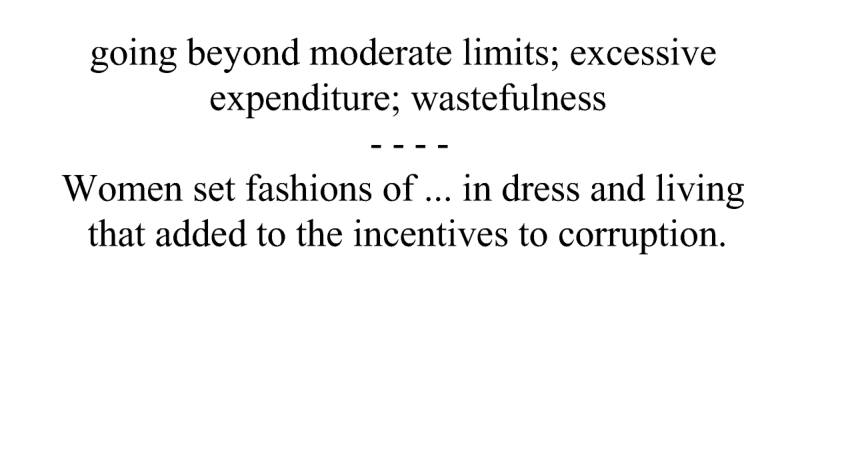 going beyond moderate limits; excessive
expenditure; wastefulness
- - - -
Women set fashions of ... in dress and living
that added to the incentives to corruption.